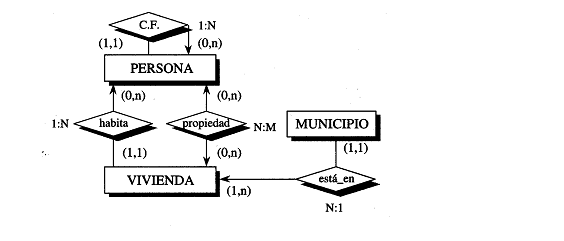 C.F.
1:N
(1,1)
(0,n)
PERSONA
(0,n)
(0,n)
1:N
habita
propiedad
N:M
MUNICIPIO
(1,1)
(0,n)
(1,1)
VIVIENDA
(1,n)
está_en
N:1